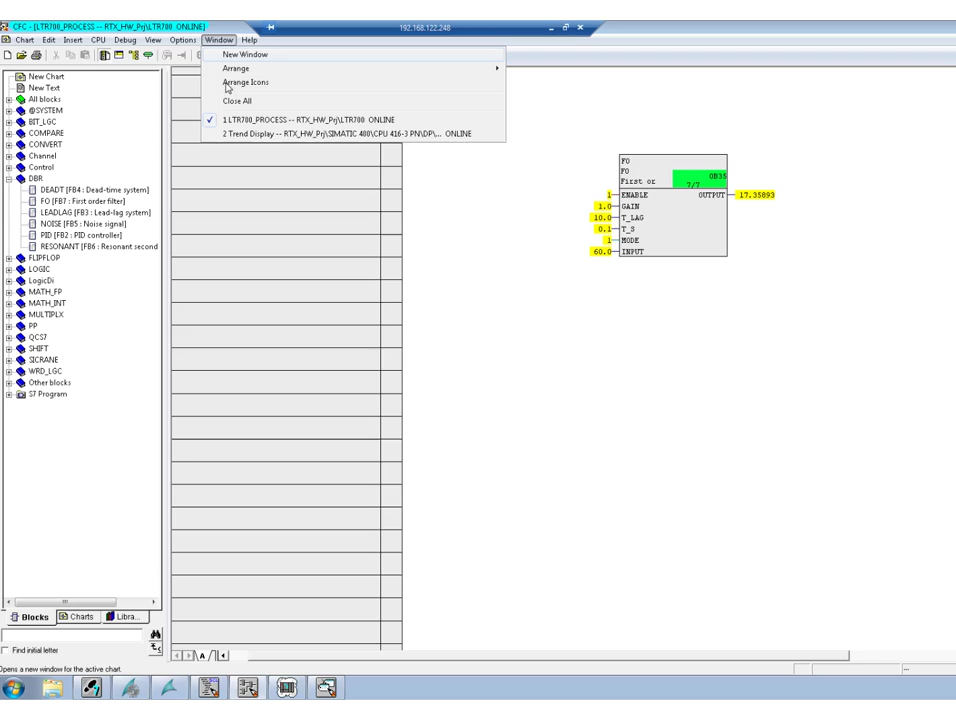 CFC - [LTR700_PROCESS -- RTX_HW_Prj\LTR700 ONLINE]
192.168.122.248
Chart Edit Insert CPU Debug View Options Window Help
New Window
Arrange
Arrange Icons
Close All
1 LTR700_PROCESS -- RTX_HW_Prj\LTR700 ONLINE
2 Trend Display -- RTX_HW_Prj\SIMATIC 400\CPU 416-3 PN\DP\... ONLINE
New Chart
New Text
All blocks
@SYSTEM
BIT_LGC
COMPARE
CONVERT
Channel
Control
DBR
DEADT [FB4 : Dead-time system]
FO [FB7 : First order filter]
LEADLAG [FB3 : Lead-lag system]
NOISE [FB5 : Noise signal]
PID [FB2 : PID controller]
RESONANT [FB6 : Resonant second
FLIPFLOP
LOGIC
LogicDi
MATH_FP
MATH_INT
MULTIPLX
PP
QCS7
SHIFT
SICRANE
WRD_LGC
Other blocks
S7 Program
FO
FO
First or
OB35
7/7
1 ENABLE OUTPUT 17.35893
1.0 GAIN
10.0 T_LAG
0.1 T_S
1 MODE
60.0 INPUT
Blocks Charts Libra...
Find initial letter
A
Opens a new window for the active chart.